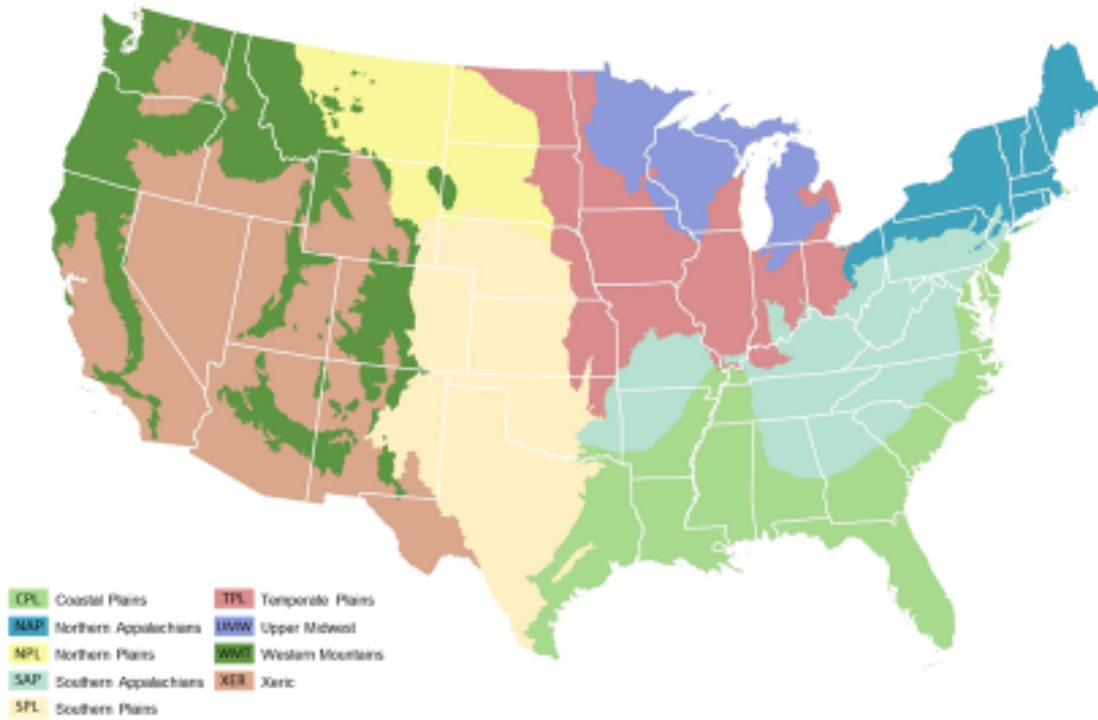 CPL Coastal Plains
NAP Northern Appalachians
NPL Northern Plains
SAP Southern Appalachians
SPL Southern Plains
TPL Temperate Plains
UMW Upper Midwest
WMT Western Mountains
XER Xeric